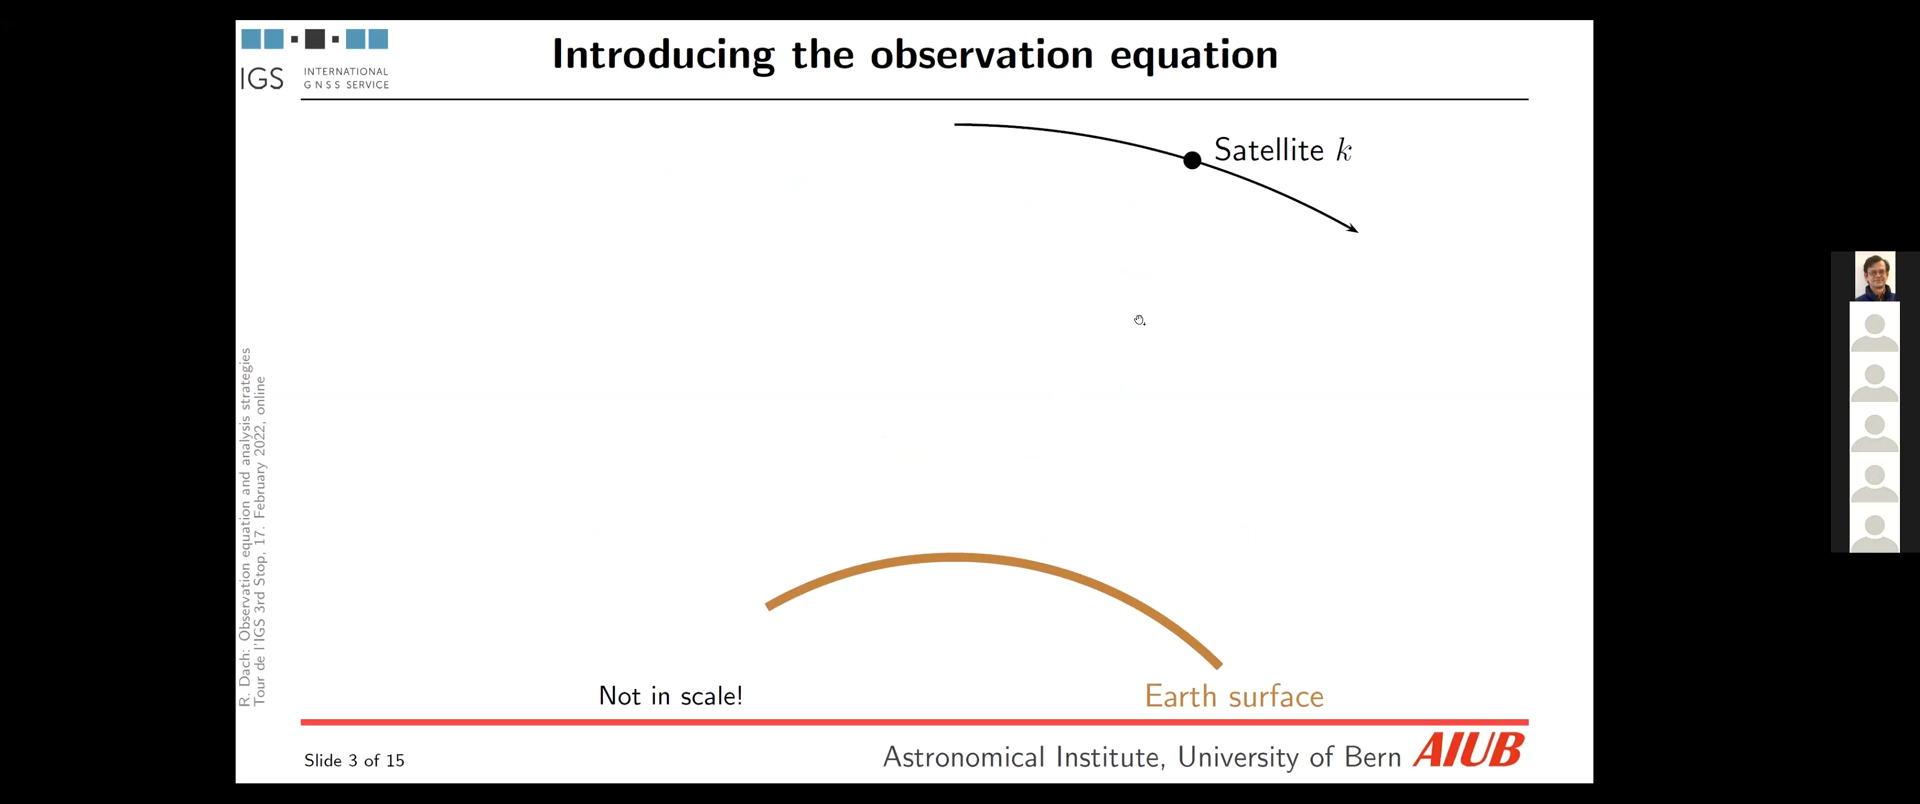 IGS
INTERNATIONAL
GNSS SERVICE
Introducing the observation equation
Satellite k
R. Dach: Observation equation and analysis strategies
Tour de l'IGS 3rd Stop, 17. February 2022, online
Not in scale!
Earth surface
Slide 3 of 15
Astronomical Institute, University of Bern
AIUB